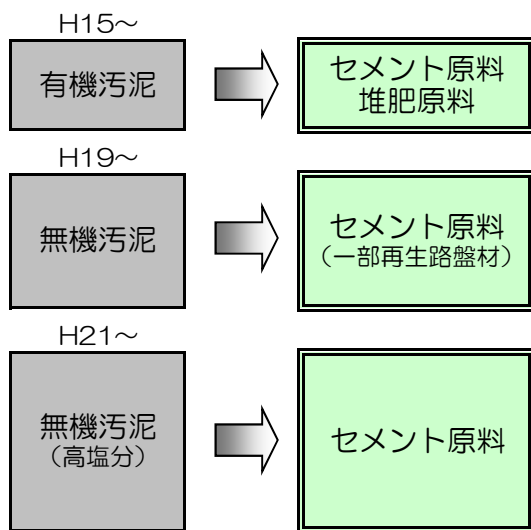 H15～
有機汚泥
セメント原料
堆肥原料
H19～
無機汚泥
セメント原料
（一部再生路盤材）
H21～
無機汚泥
（高塩分）
セメント原料